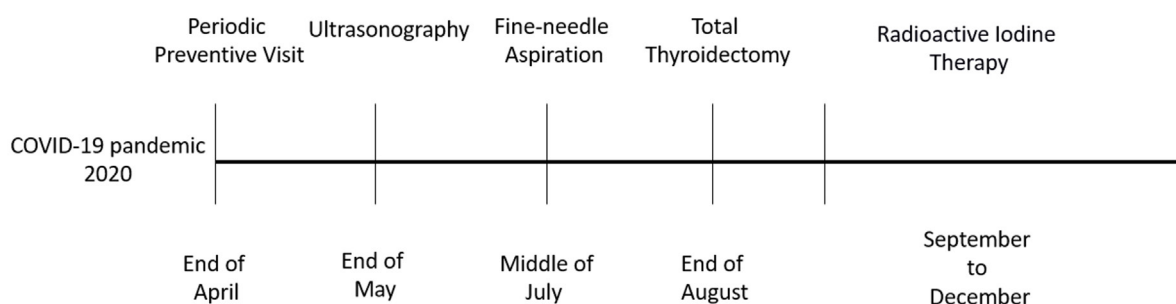 Periodic
Preventive Visit
Ultrasonography
Fine-needle
Aspiration
Total
Thyroidectomy
Radioactive Iodine
Therapy
COVID-19 pandemic
2020
End of
April
End of
May
Middle of
July
End of
August
September
to
December